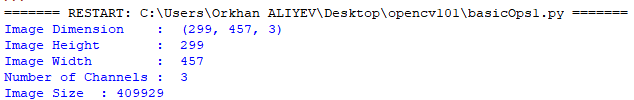 ======= RESTART: C:\Users\Orkhan ALIYEV\Desktop\opencv101\basicOps1.py =======
Image Dimension    :  (299, 457, 3)
Image Height       :  299
Image Width        :  457
Number of Channels :  3
Image Size  : 409929